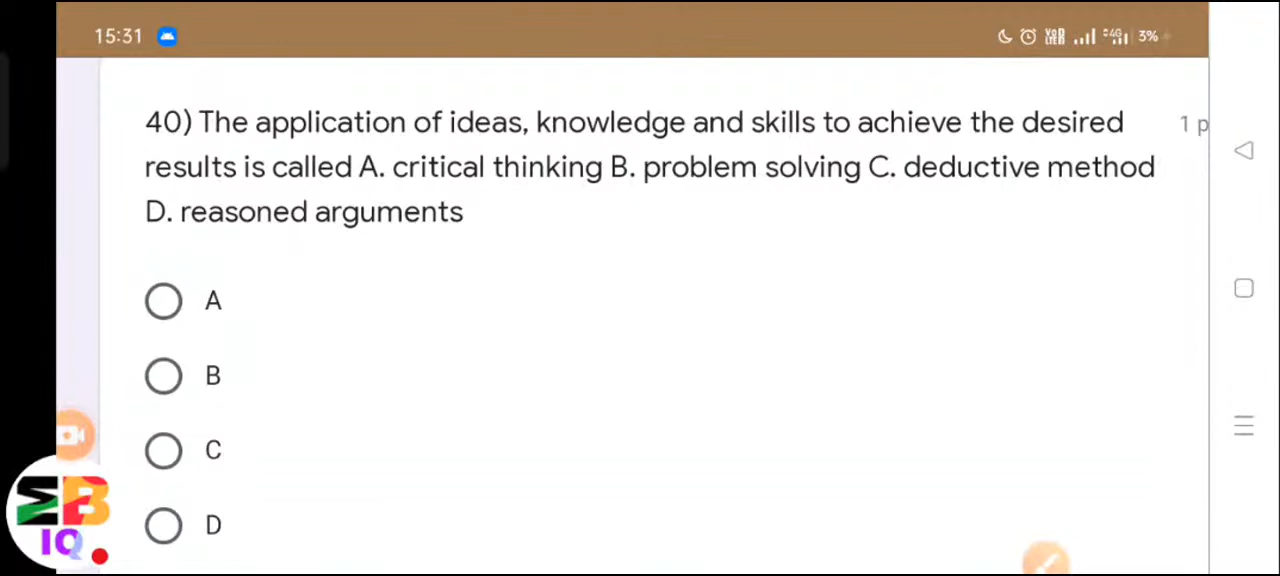 15:31 4G 3%
40) The application of ideas, knowledge and skills to achieve the desired 1 p
results is called A. critical thinking B. problem solving C. deductive method
D. reasoned arguments
A
B
C
D
IQ